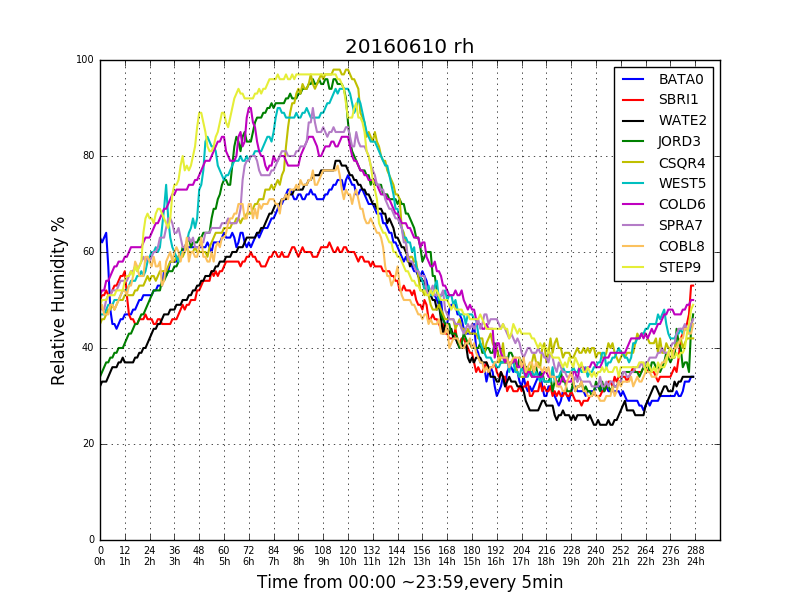 20160610 rh
Relative Humidity %
100
80
60
40
20
0
BATA0
SBRI1
WATE2
JORD3
CSQR4
WEST5
COLD6
SPRA7
COBL8
STEP9
0 12 24 36 48 60 72 84 96 108 120 132 144 156 168 180 192 204 216 228 240 252 264 276 288
0h 1h 2h 3h 4h 5h 6h 7h 8h 9h 10h 11h 12h 13h 14h 15h 16h 17h 18h 19h 20h 21h 22h 23h 24h
Time from 00:00 ~23:59,every 5min